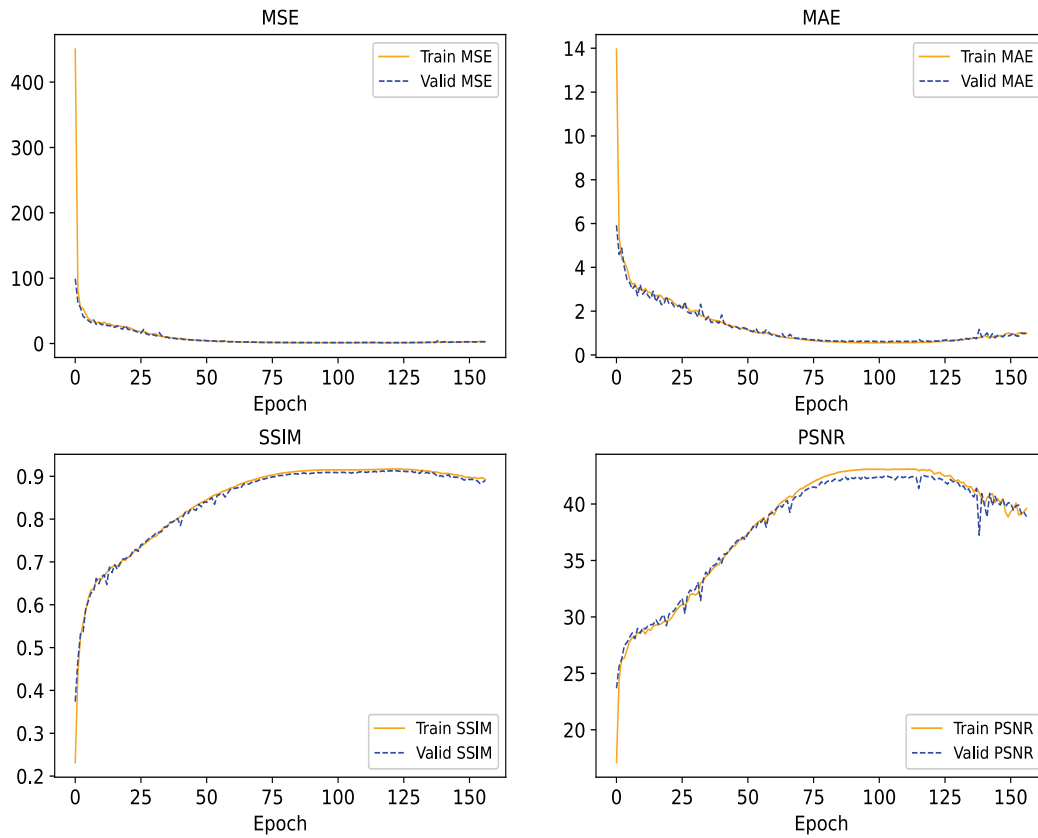 MSE
400
300
200
100
0
0 25 50 75 100 125 150
Epoch
Train MSE
Valid MSE
MAE
14
12
10
8
6
4
2
0
0 25 50 75 100 125 150
Epoch
Train MAE
Valid MAE
SSIM
0.9
0.8
0.7
0.6
0.5
0.4
0.3
0.2
0 25 50 75 100 125 150
Epoch
Train SSIM
Valid SSIM
PSNR
40
35
30
25
20
0 25 50 75 100 125 150
Epoch
Train PSNR
Valid PSNR